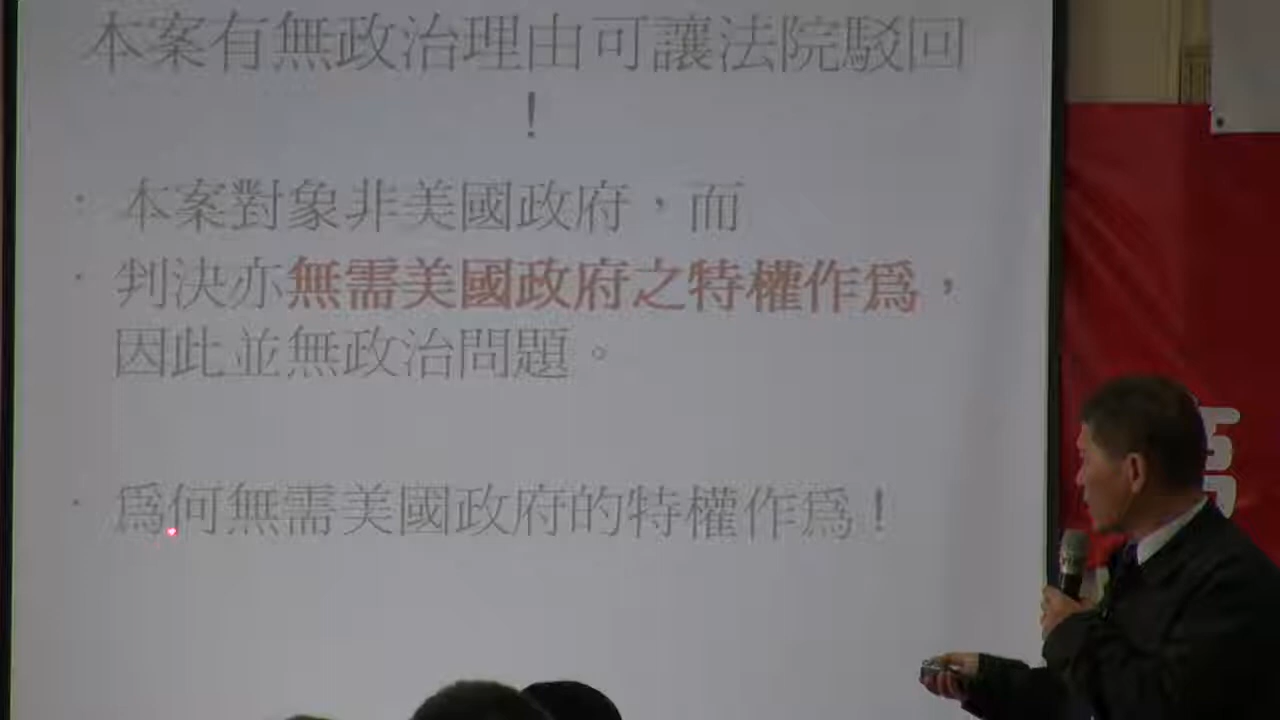 本案有無政治理由可讓法院駁回
！
· 本案對象非美國政府，而
· 判決亦無需美國政府之特權作為，
因此並無政治問題。
· 為何無需美國政府的特權作為！